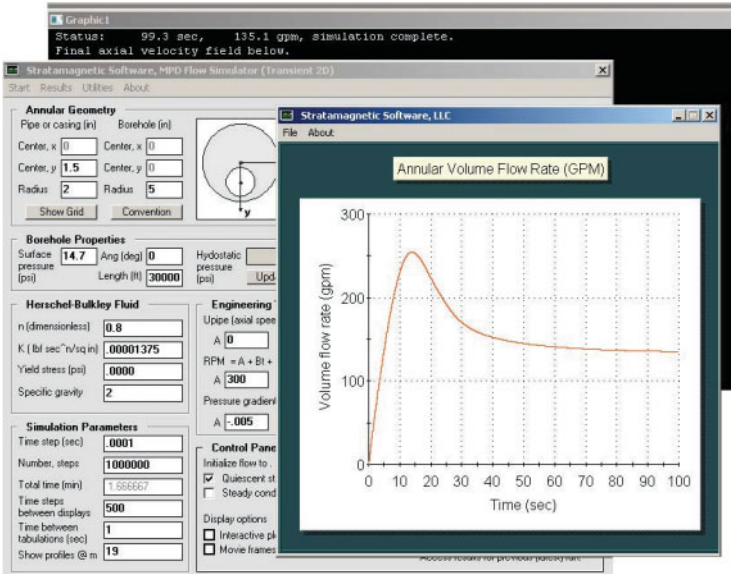 Graphic1
Status: 99.3 sec, 135.1 gpm, simulation complete.
Final axial velocity field below.
Stratamagnetic Software, MPD Flow Simulator (Transient 2D)
Start Results Utilities About
Annular Geometry
Pipe or casing (in) Borehole (in)
Center, x 0 Center, x 0
Center, y 1.5 Center, y 0
Radius 2 Radius 5
Show Grid Convention
y
Borehole Properties
Surface pressure (psi) 14.7 Ang (deg) 0
Length (ft) 30000
Hydostatic pressure (psi)
Herschel-Bulkley Fluid
n (dimensionless) 0.8
K ( lbf sec^n/sq in) .00001375
Yield stress (psi) .0000
Specific gravity 2
Engineering
Upipe (axial
A 0
RPM = A + Bt +
A 300
Pressure gradient
A -.005
Simulation Parameters
Time step (sec) .0001
Number, steps 1000000
Total time (min) 1.666667
Time steps between displays 500
Time between tabulations (sec) 1
Show profiles @ m 19
Control
Initialize flow to .
Quiescent
Steady
Display options
Interactive
Movie frames
Stratamagnetic Software, LLC
File About
Annular Volume Flow Rate (GPM)
Volume flow rate (gpm)
300
200
100
0
0 10 20 30 40 50 60 70 80 90 100
Time (sec)